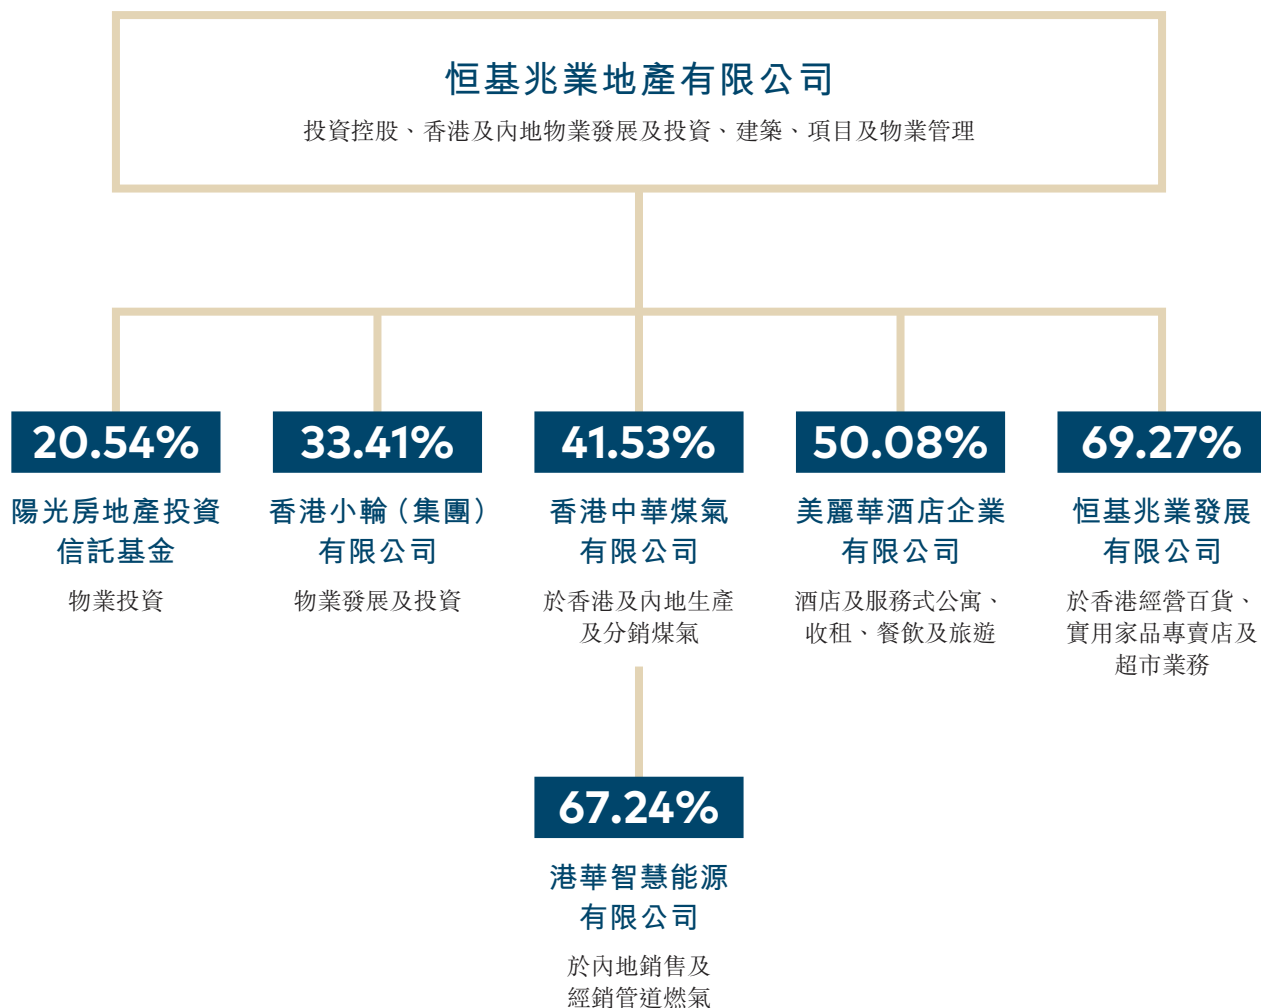 恒基兆業地產有限公司
投資控股、香港及內地物業發展及投資、建築、項目及物業管理
20.54%
陽光房地產投資
信託基金
物業投資
33.41%
香港小輪（集團）
有限公司
物業發展及投資
41.53%
香港中華煤氣
有限公司
於香港及內地生產
及分銷煤氣
50.08%
美麗華酒店企業
有限公司
酒店及服務式公寓、
收租、餐飲及旅遊
69.27%
恒基兆業發展
有限公司
於香港經營百貨、
實用家品專賣店及
超市業務
67.24%
港華智慧能源
有限公司
於內地銷售及
經銷管道燃氣